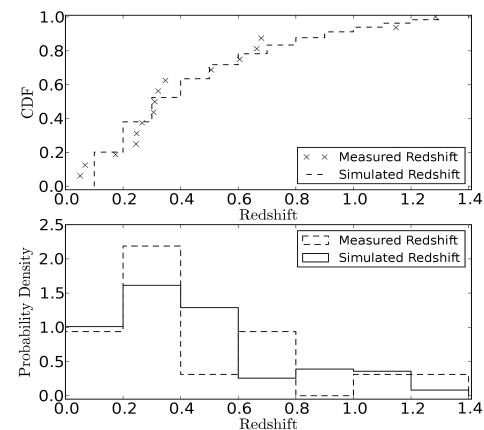 1.0
0.8
0.6
0.4
0.2
0.0
CDF
× × Measured Redshift
-- Simulated Redshift
0.0 0.2 0.4 0.6 0.8 1.0 1.2 1.4
Redshift
2.5
2.0
1.5
1.0
0.5
0.0
Probability Density
Measured Redshift
Simulated Redshift
0.0 0.2 0.4 0.6 0.8 1.0 1.2 1.4
Redshift